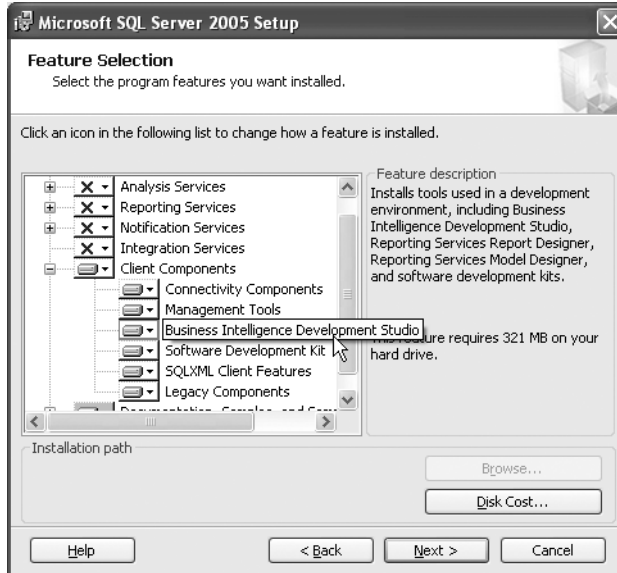 Microsoft SQL Server 2005 Setup
Feature Selection
Select the program features you want installed.
Click an icon in the following list to change how a feature is installed.
Analysis Services
Reporting Services
Notification Services
Integration Services
Client Components
Connectivity Components
Management Tools
Business Intelligence Development Studio
Software Development Kit
SQLXML Client Features
Legacy Components
Feature description
Installs tools used in a development
environment, including Business
Intelligence Development Studio,
Reporting Services Report Designer,
Reporting Services Model Designer,
and software development kits.
This feature requires 321 MB on your
hard drive.
Installation path
Browse...
Disk Cost...
Help
< Back
Next >
Cancel